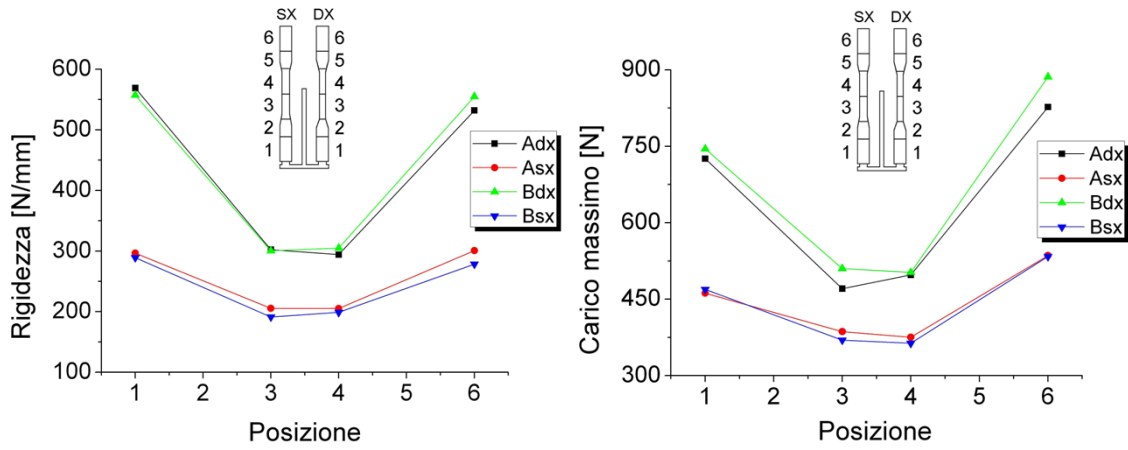 SX DX
6 6
5 5
4 4
3 3
2 2
1 1
600
500
400
300
200
100
Rigidezza [N/mm]
1 2 3 4 5 6
Posizione
Adx
Asx
Bdx
Bsx
SX DX
6 6
5 5
4 4
3 3
2 2
1 1
900
750
600
450
300
Carico massimo [N]
1 2 3 4 5 6
Posizione
Adx
Asx
Bdx
Bsx